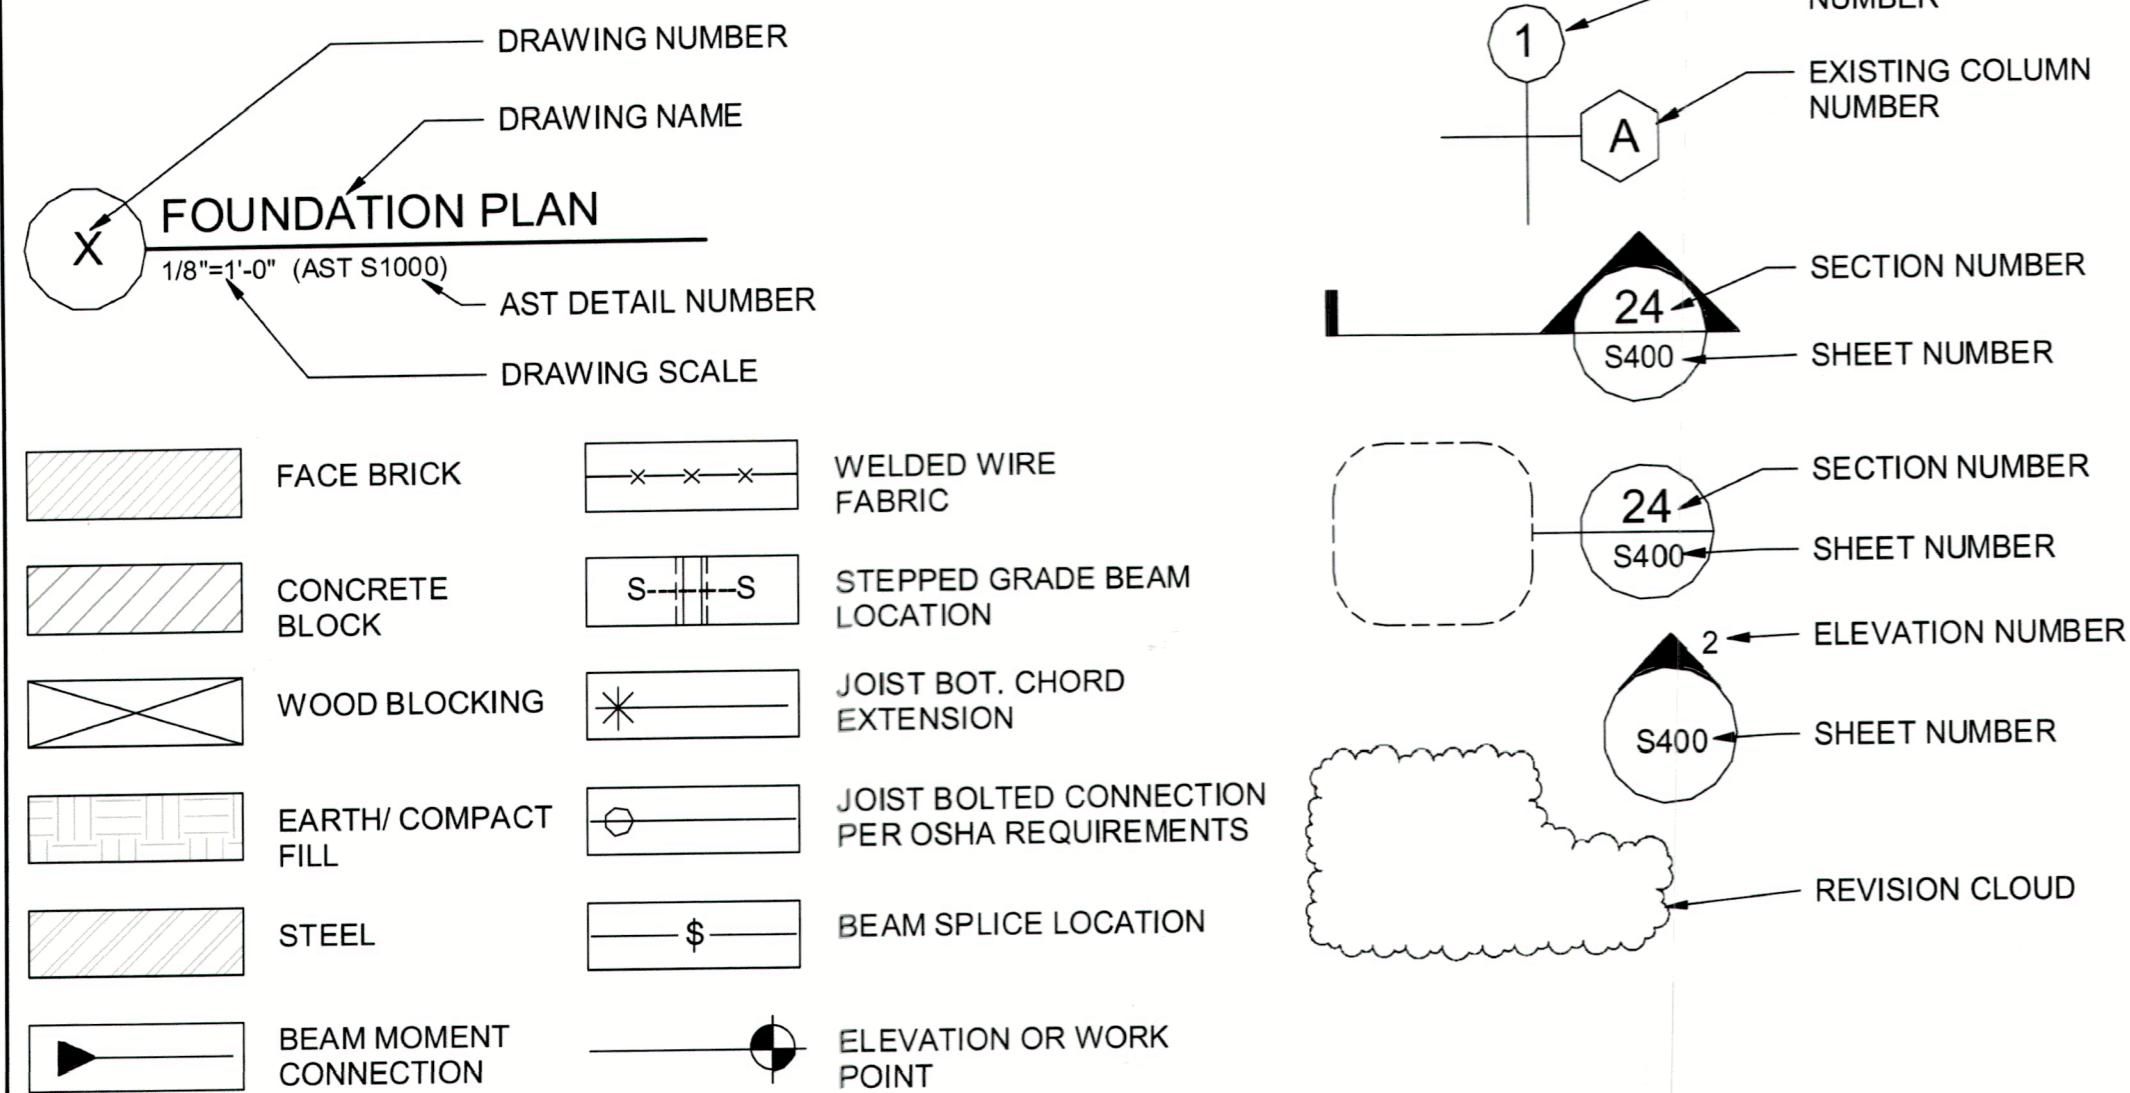 DRAWING NUMBER
DRAWING NAME
X
FOUNDATION PLAN
1/8"=1'-0" (AST S1000)
AST DETAIL NUMBER
DRAWING SCALE
NUMBER
1
EXISTING COLUMN
NUMBER
A
SECTION NUMBER
24
S400
SHEET NUMBER
SECTION NUMBER
24
S400
SHEET NUMBER
2
ELEVATION NUMBER
S400
SHEET NUMBER
REVISION CLOUD
FACE BRICK
CONCRETE
BLOCK
WOOD BLOCKING
EARTH/ COMPACT
FILL
STEEL
BEAM MOMENT
CONNECTION
WELDED WIRE
FABRIC
S S
STEPPED GRADE BEAM
LOCATION
JOIST BOT. CHORD
EXTENSION
JOIST BOLTED CONNECTION
PER OSHA REQUIREMENTS
$
BEAM SPLICE LOCATION
ELEVATION OR WORK
POINT